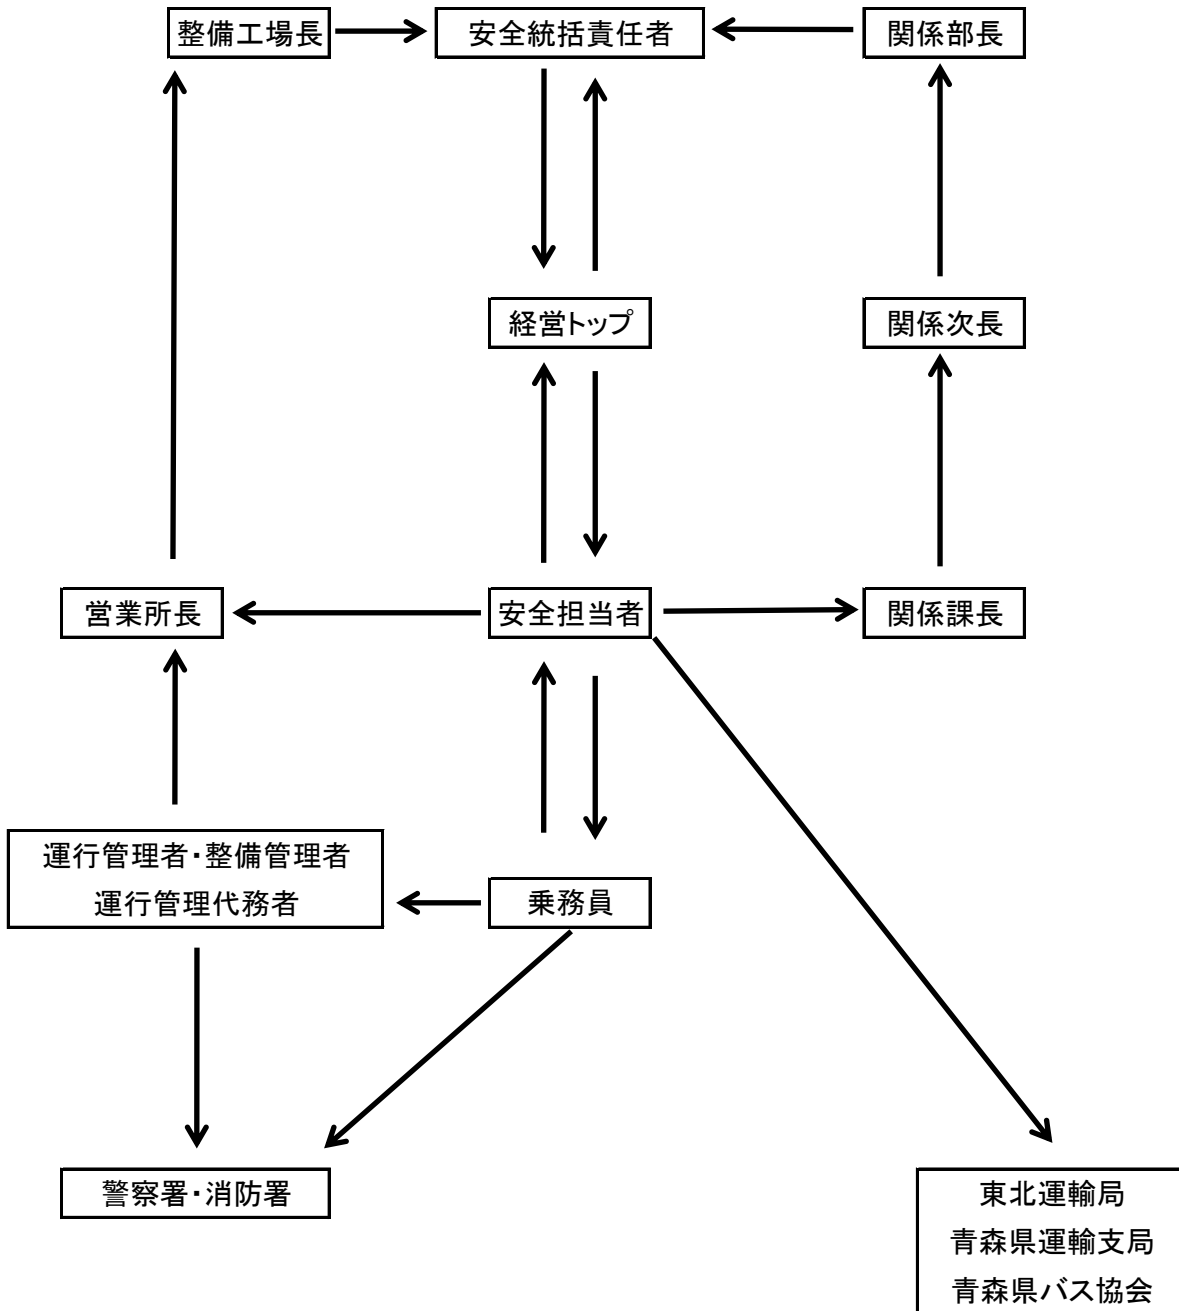 整備工場長
安全統括責任者
関係部長
経営トップ
関係次長
営業所長
安全担当者
関係課長
運行管理者・整備管理者
運行管理代務者
乗務員
警察署・消防署
東北運輸局
青森県運輸支局
青森県バス協会